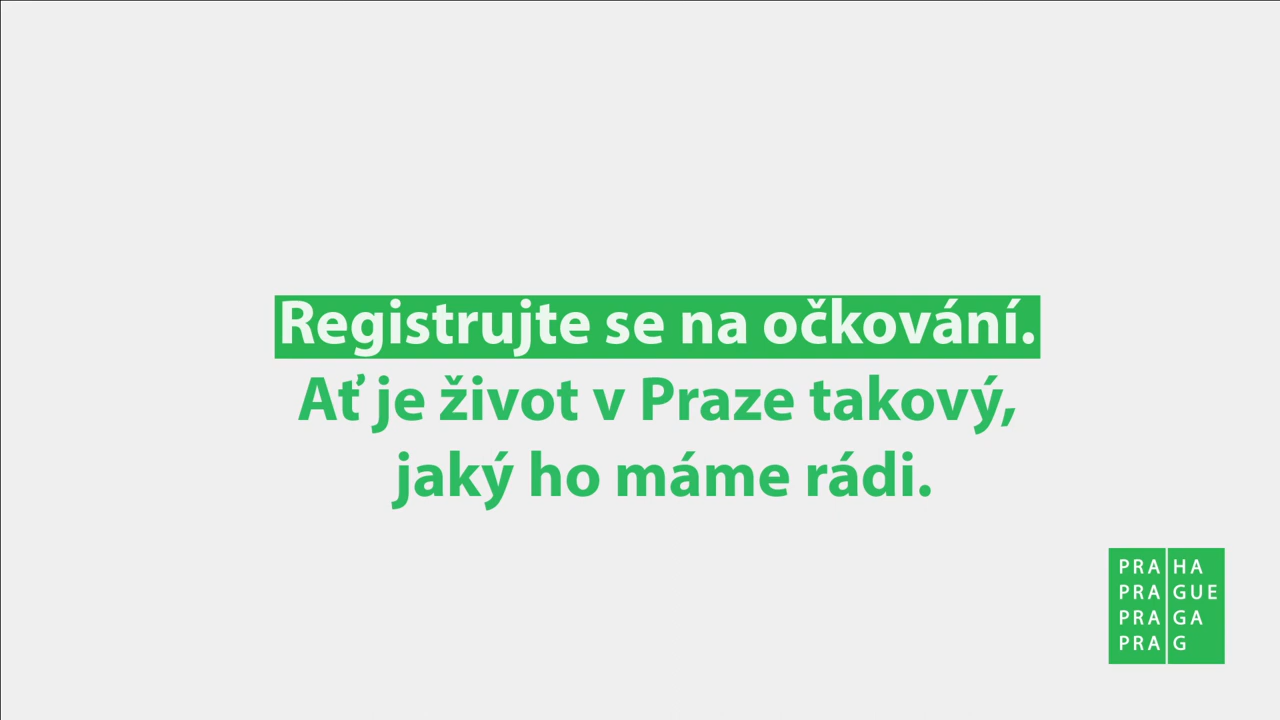 Registrujte se na očkování.
Ať je život v Praze takový,
jaký ho máme rádi.
PRA HA
PRA GUE
PRA GA
PRA G